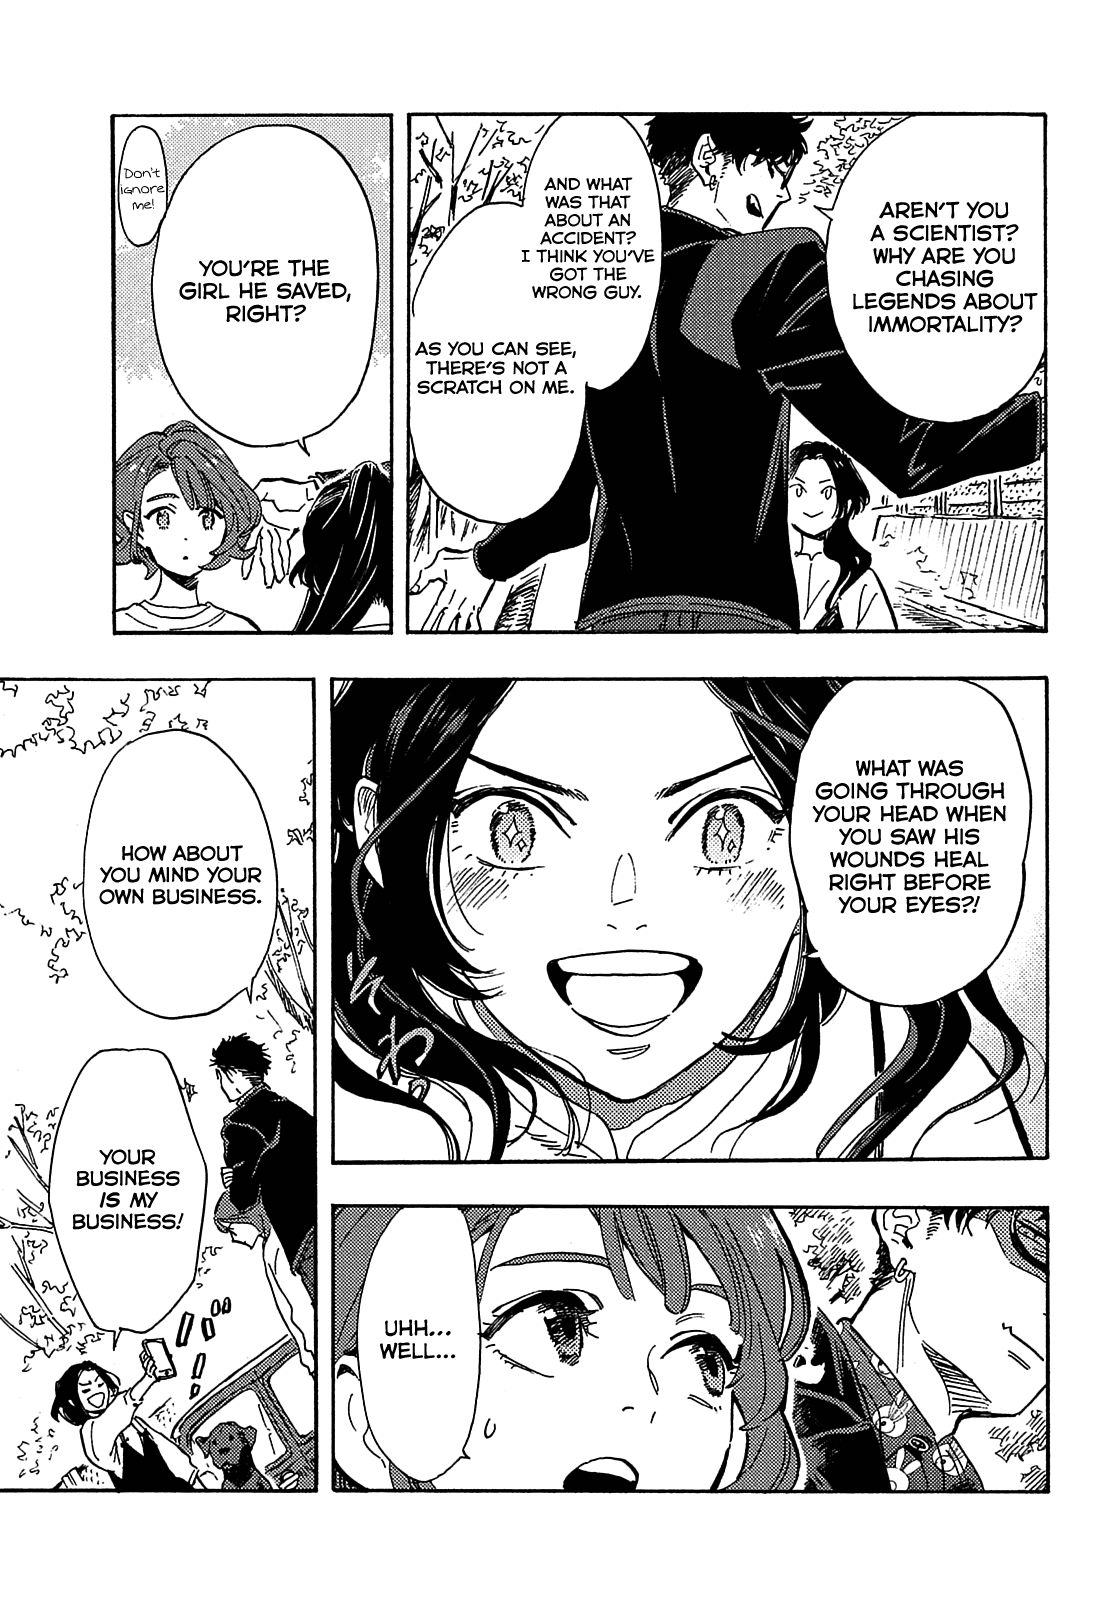 AREN'T YOU
A SCIENTIST?
WHY ARE YOU
CHASING
LEGENDS ABOUT
IMMORTALITY?
AND WHAT
WAS THAT
ABOUT AN
ACCIDENT?
I THINK YOU'VE
GOT THE
WRONG GUY.
AS YOU CAN SEE,
THERE'S NOT A
SCRATCH ON ME.
YOU'RE THE
GIRL HE SAVED,
RIGHT?
Don't
ignore
me!
WHAT WAS
GOING THROUGH
YOUR HEAD WHEN
YOU SAW HIS
WOUNDS HEAL
RIGHT BEFORE
YOUR EYES?!
UHH...
WELL...
HOW ABOUT
YOU MIND YOUR
OWN BUSINESS.
YOUR
BUSINESS
IS MY
BUSINESS!